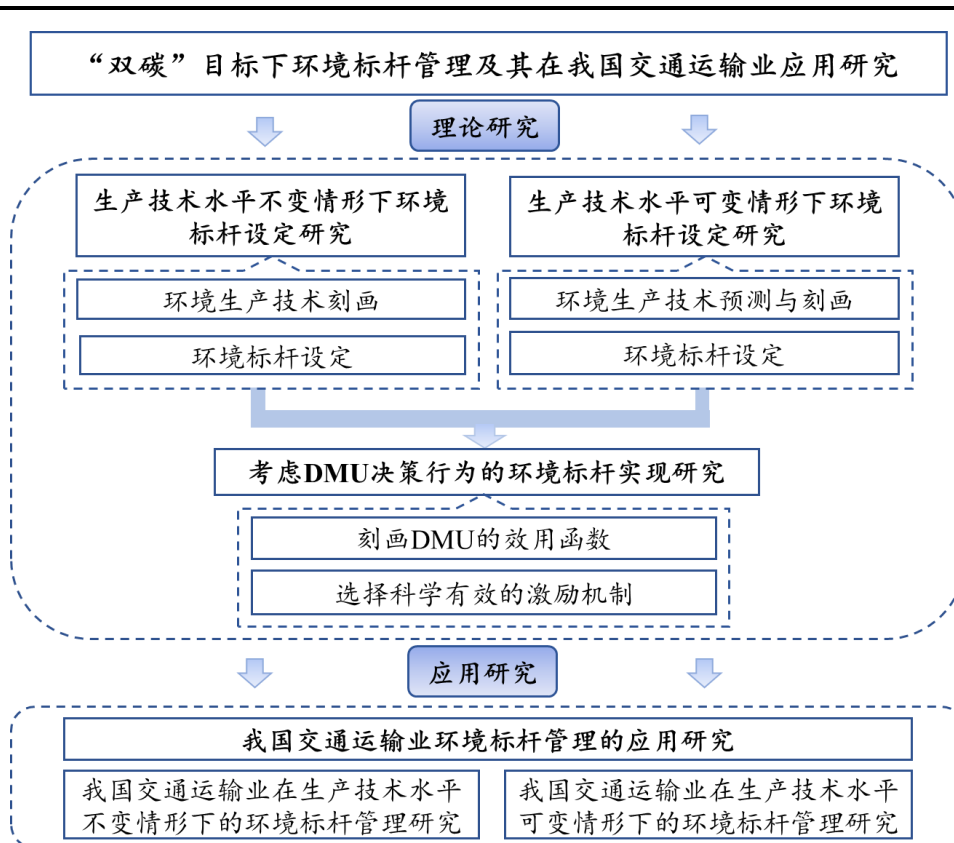 “双碳”目标下环境标杆管理及其在我国交通运输业应用研究
理论研究
生产技术水平不变情形下环境
标杆设定研究
环境生产技术刻画
环境标杆设定
生产技术水平可变情形下环境
标杆设定研究
环境生产技术预测与刻画
环境标杆设定
考虑DMU决策行为的环境标杆实现研究
刻画DMU的效用函数
选择科学有效的激励机制
应用研究
我国交通运输业环境标杆管理的应用研究
我国交通运输业在生产技术水平
不变情形下的环境标杆管理研究
我国交通运输业在生产技术水平
可变情形下的环境标杆管理研究